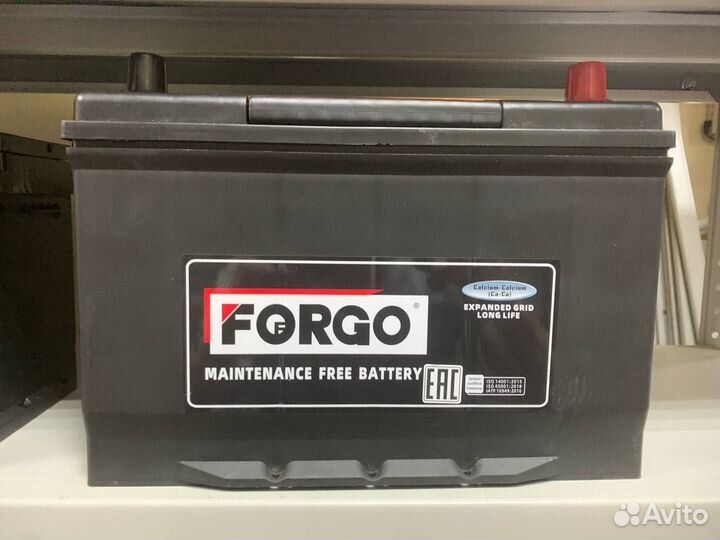 Calcium-Calcium
(Ca-Ca)
EXPANDED GRID
LONG LIFE
FORGO®
MAINTENANCE FREE BATTERY
EAC
ISO 14001:2015
ISO 45001:2018
IATF 16949:2016
Avito